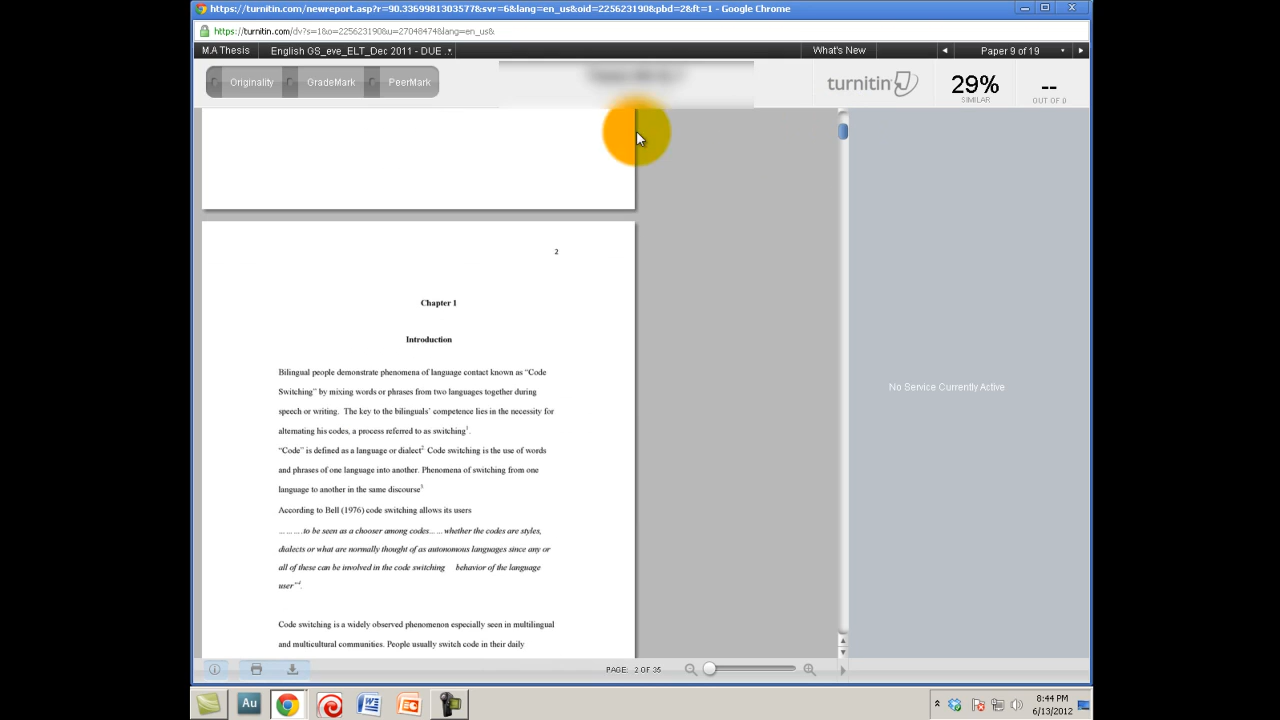 https://turnitin.com/newreport.asp?r=90.3369981303577&svr=6&lang=en_us&oid=225623190&pbd=2&ft=1 - Google Chrome
https://turnitin.com/dv?s=1&o=225623190&u=27048474&lang=en_us&
M.A Thesis English GS_eve_ELT_Dec 2011 - DUE What's New Paper 9 of 19
Originality GradeMark PeerMark turnitin 29% --
SIMILAR OUT OF 0
2
Chapter 1
Introduction
Bilingual people demonstrate phenomena of language contact known as “Code
Switching” by mixing words or phrases from two languages together during
speech or writing. The key to the bilinguals’ competence lies in the necessity for
alternating his codes, a process referred to as switching1.
“Code” is defined as a language or dialect2 Code switching is the use of words
and phrases of one language into another. Phenomena of switching from one
language to another in the same discourse3
According to Bell (1976) code switching allows its users
……….to be seen as a chooser among codes……whether the codes are styles,
dialects or what are normally thought of as autonomous languages since any or
all of these can be involved in the code switching behavior of the language
user”4.
Code switching is a widely observed phenomenon especially seen in multilingual
and multicultural communities. People usually switch code in their daily
No Service Currently Active
PAGE: 2 OF 35
Au
8:44 PM
6/13/2012